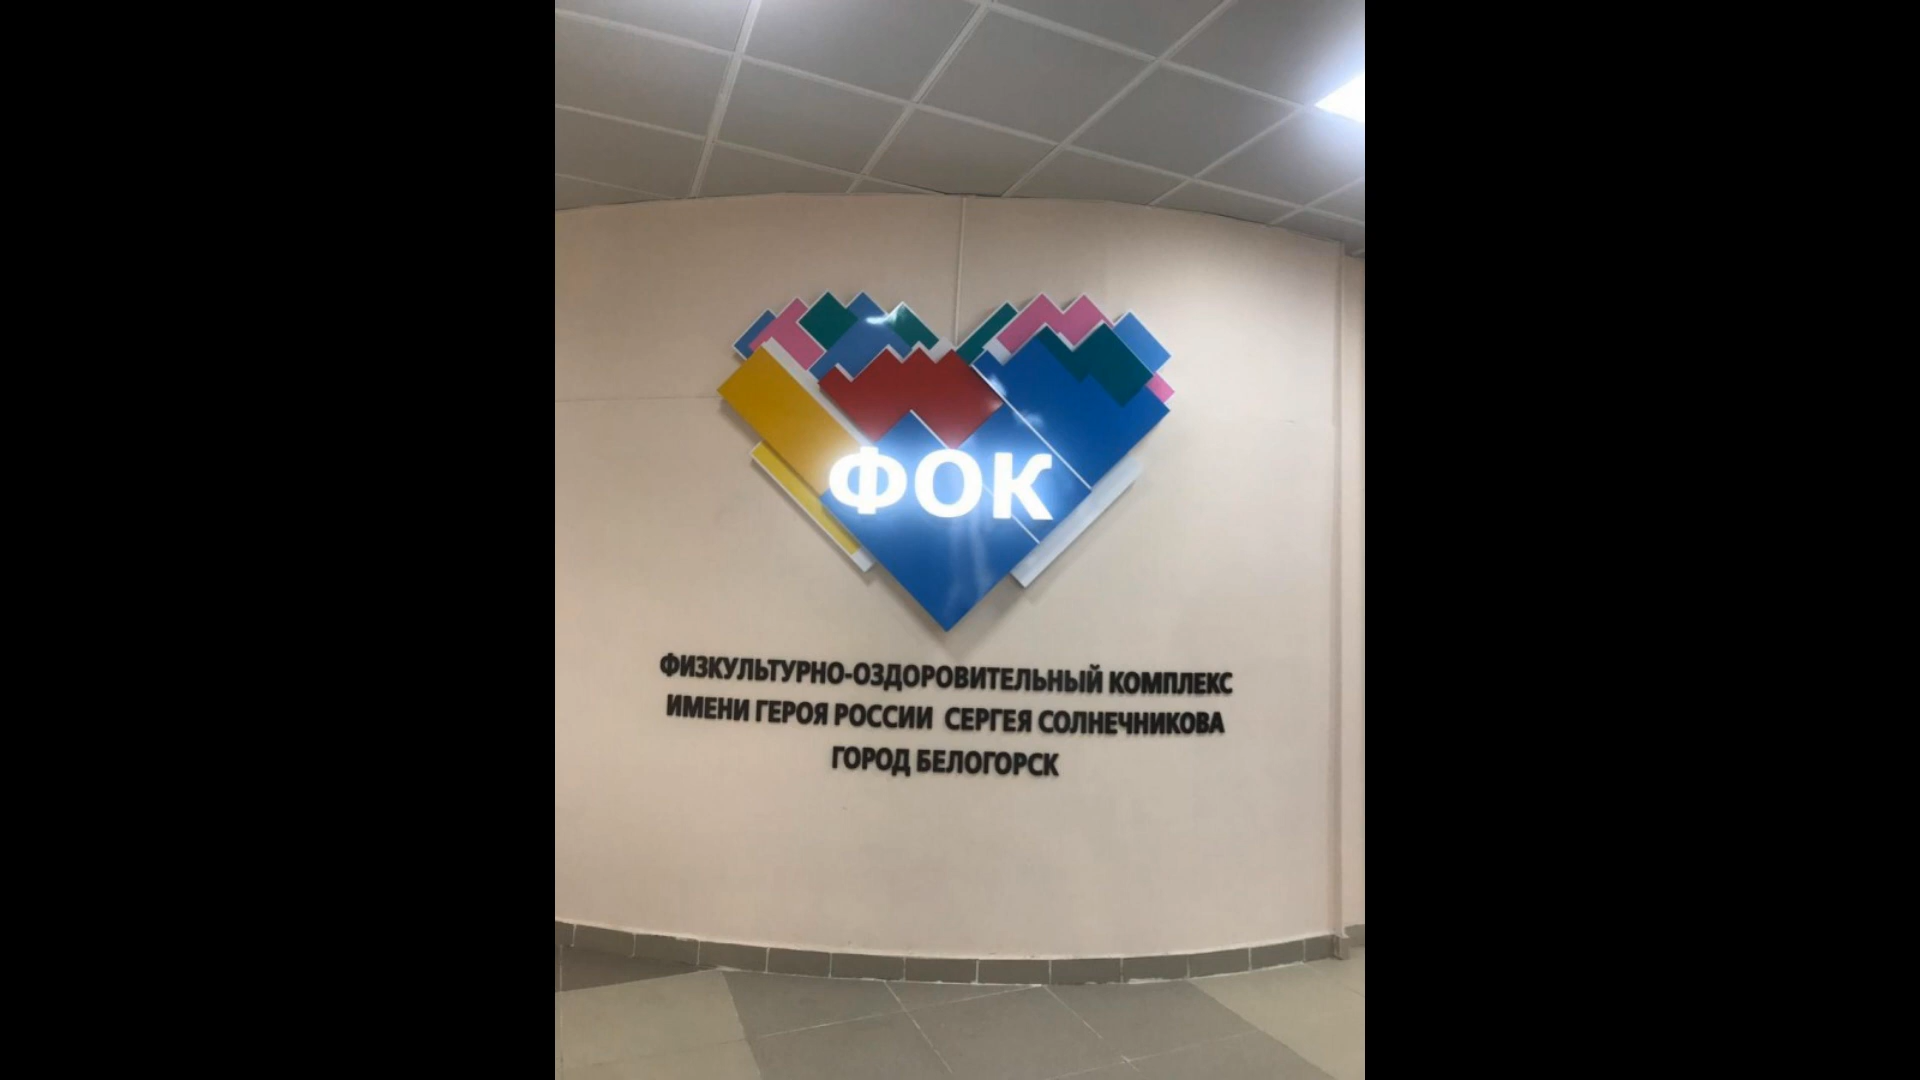 ФОК
ФИЗКУЛЬТУРНО-ОЗДОРОВИТЕЛЬНЫЙ КОМПЛЕКС
ИМЕНИ ГЕРОЯ РОССИИ СЕРГЕЯ СОЛНЕЧНИКОВА
ГОРОД БЕЛОГОРСК